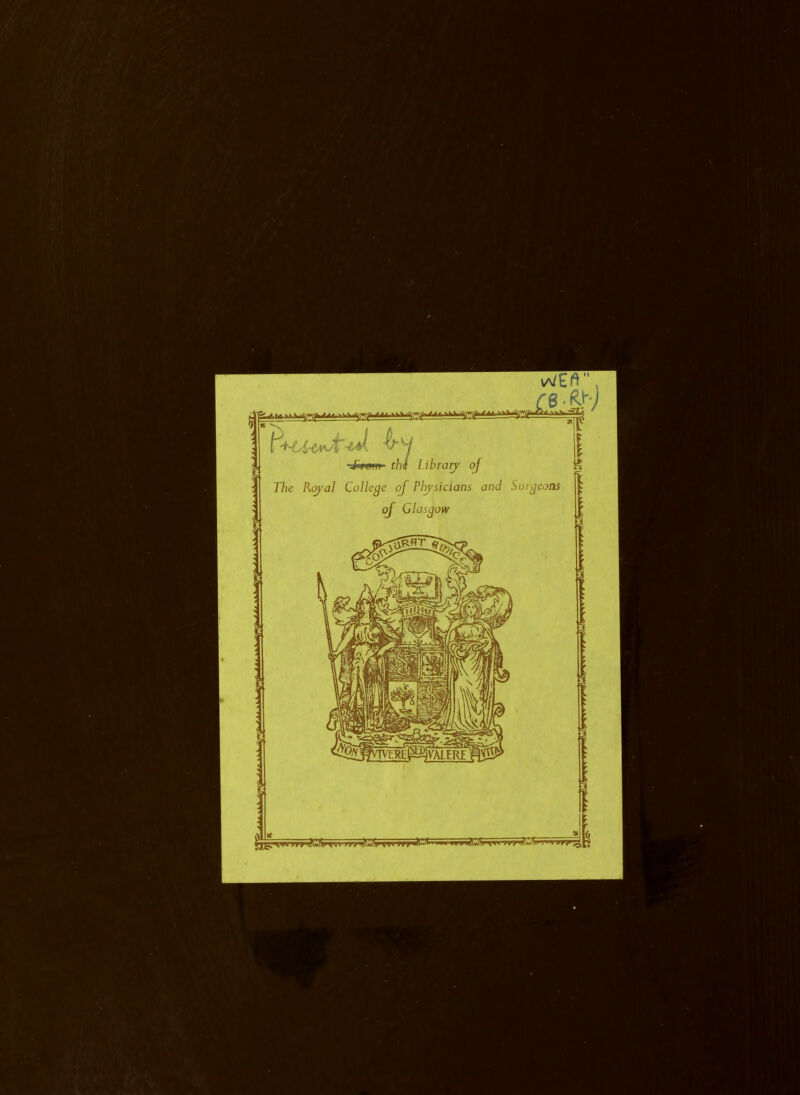 WEA"
(B.Rh.)
Presented by
From the Library of
The Royal College of Physicians and Surgeons
of Glasgow
CONJURAT AMICE
NON VIVERE SED VALERE VITA